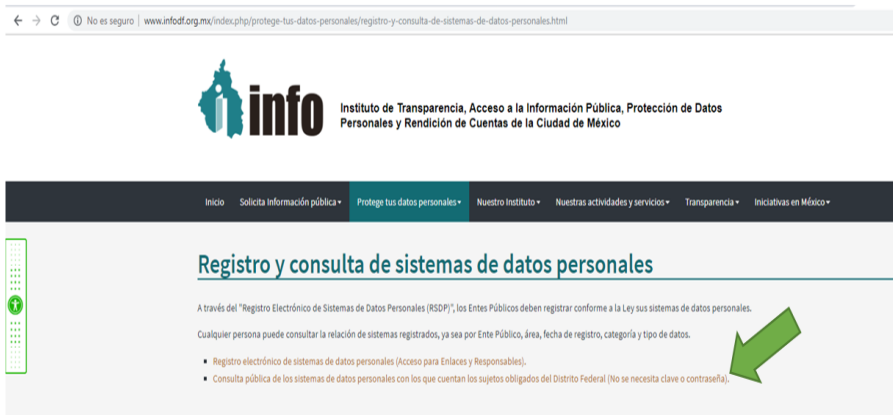 No es seguro | www.infodf.org.mx/index.php/protege-tus-datos-personales/registro-y-consulta-de-sistemas-de-datos-personales.html
info
Instituto de Transparencia, Acceso a la Información Pública, Protección de Datos
Personales y Rendición de Cuentas de la Ciudad de México
Inicio Solicita Información pública Protege tus datos personales Nuestro Instituto Nuestras actividades y servicios Transparencia Iniciativas en México
Registro y consulta de sistemas de datos personales
A través del "Registro Electrónico de Sistemas de Datos Personales (RSDP)", los Entes Públicos deben registrar conforme a la Ley sus sistemas de datos personales.
Cualquier persona puede consultar la relación de sistemas registrados, ya sea por Ente Público, área, fecha de registro, categoría y tipo de datos.
Registro electrónico de sistemas de datos personales (Acceso para Enlaces y Responsables).
Consulta pública de los sistemas de datos personales con los que cuentan los sujetos obligados del Distrito Federal (No se necesita clave o contraseña).